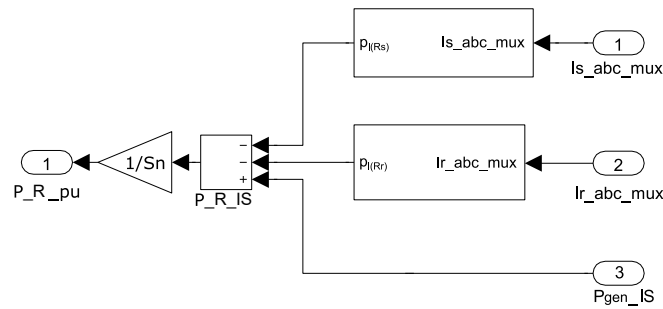 p_l(Rs) Is_abc_mux 1
Is_abc_mux
1 1/Sn − − + p_l(Rr) Ir_abc_mux 2
P_R_pu P_R_IS Ir_abc_mux
3
Pgen_IS